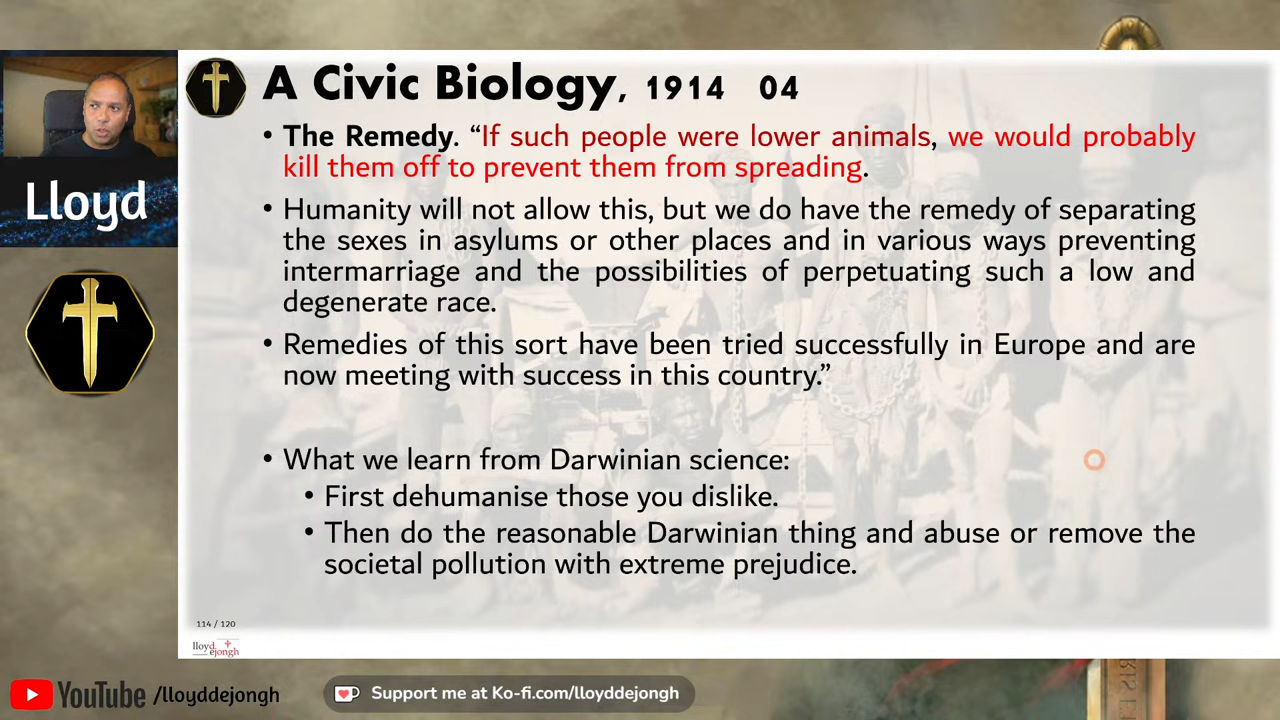 A Civic Biology, 1914 04
• The Remedy. “If such people were lower animals, we would probably
kill them off to prevent them from spreading.
• Humanity will not allow this, but we do have the remedy of separating
the sexes in asylums or other places and in various ways preventing
intermarriage and the possibilities of perpetuating such a low and
degenerate race.
• Remedies of this sort have been tried successfully in Europe and are
now meeting with success in this country.”
• What we learn from Darwinian science:
• First dehumanise those you dislike.
• Then do the reasonable Darwinian thing and abuse or remove the
societal pollution with extreme prejudice.
Lloyd
114 / 120
lloyd
ejongh
YouTube /lloyddejongh
Support me at Ko-fi.com/lloyddejongh